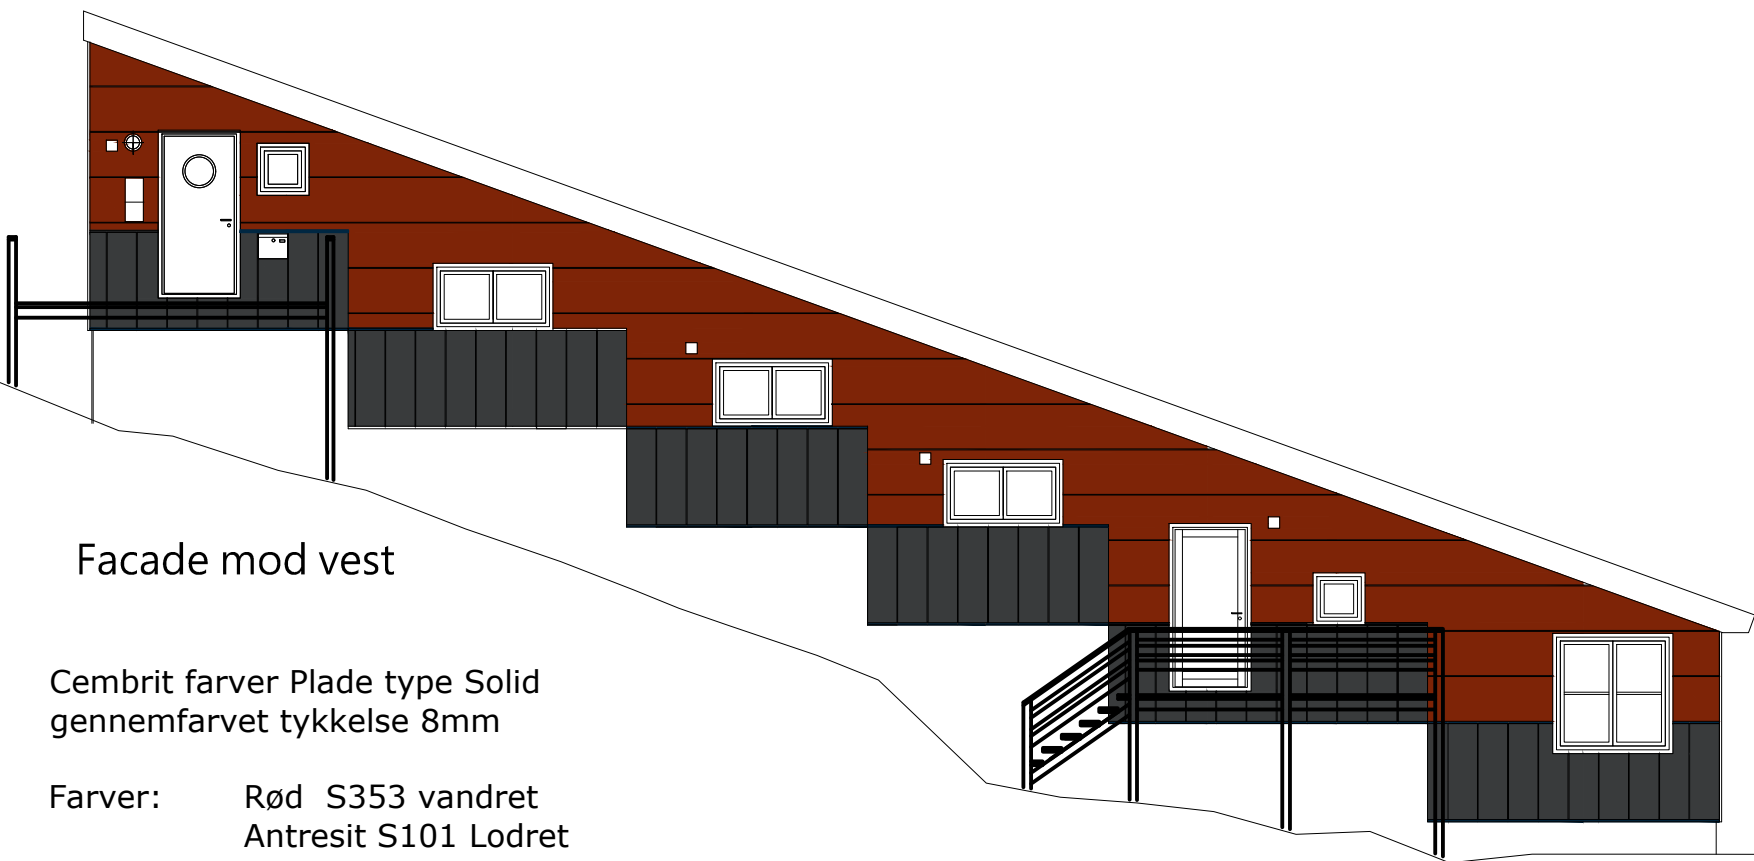 Facade mod vest
Cembrit farver Plade type Solid
gennemfarvet tykkelse 8mm
Farver: Rød S353 vandret
Antresit S101 Lodret